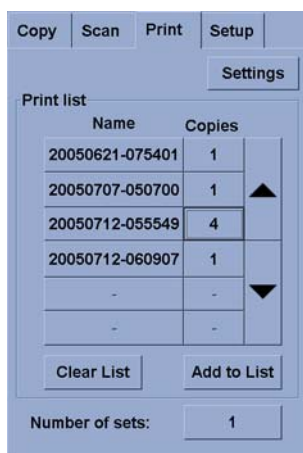 Copy Scan Print Setup
Settings
Print list
Name Copies
20050621-075401 1
20050707-050700 1
20050712-055549 4
20050712-060907 1
- -
- -
Clear List Add to List
Number of sets: 1